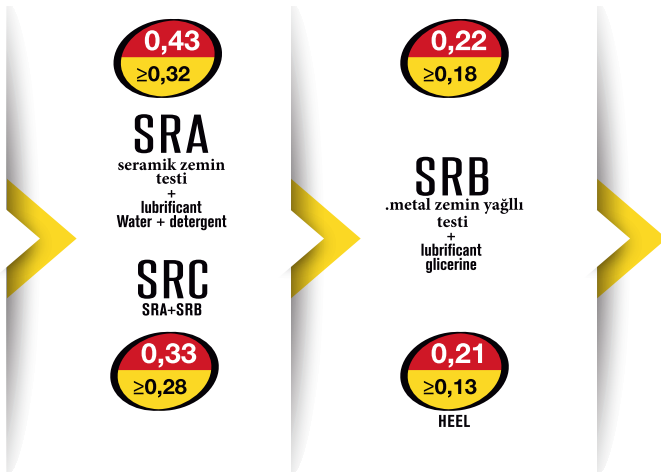 0,43
≥0,32
SRA
seramik zemin
testi
+
lubrificant
Water + detergent
SRC
SRA+SRB
0,33
≥0,28
0,22
≥0,18
SRB
.metal zemin yağllı
testi
+
lubrificant
glicerine
0,21
≥0,13
HEEL